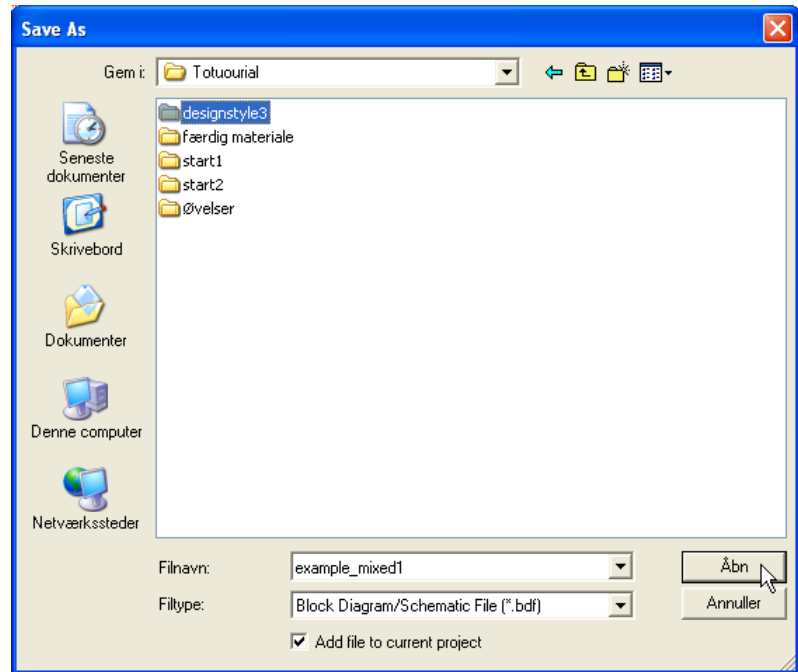 Save As
Gem i:
Totuourial
designstyle3
færdig materiale
start1
start2
Øvelser
Seneste
dokumenter
Skrivebord
Dokumenter
Denne computer
Netværkssteder
Filnavn:
example_mixed1
Åbn
Filtype:
Block Diagram/Schematic File (*.bdf)
Annuller
Add file to current project